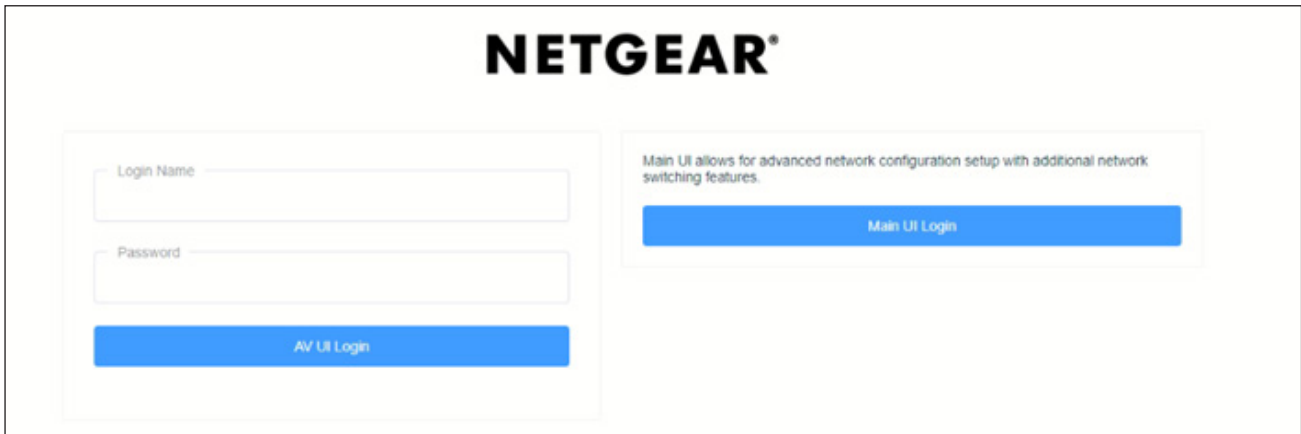 NETGEAR®
Login Name
Password
AV UI Login
Main UI allows for advanced network configuration setup with additional network
switching features.
Main UI Login